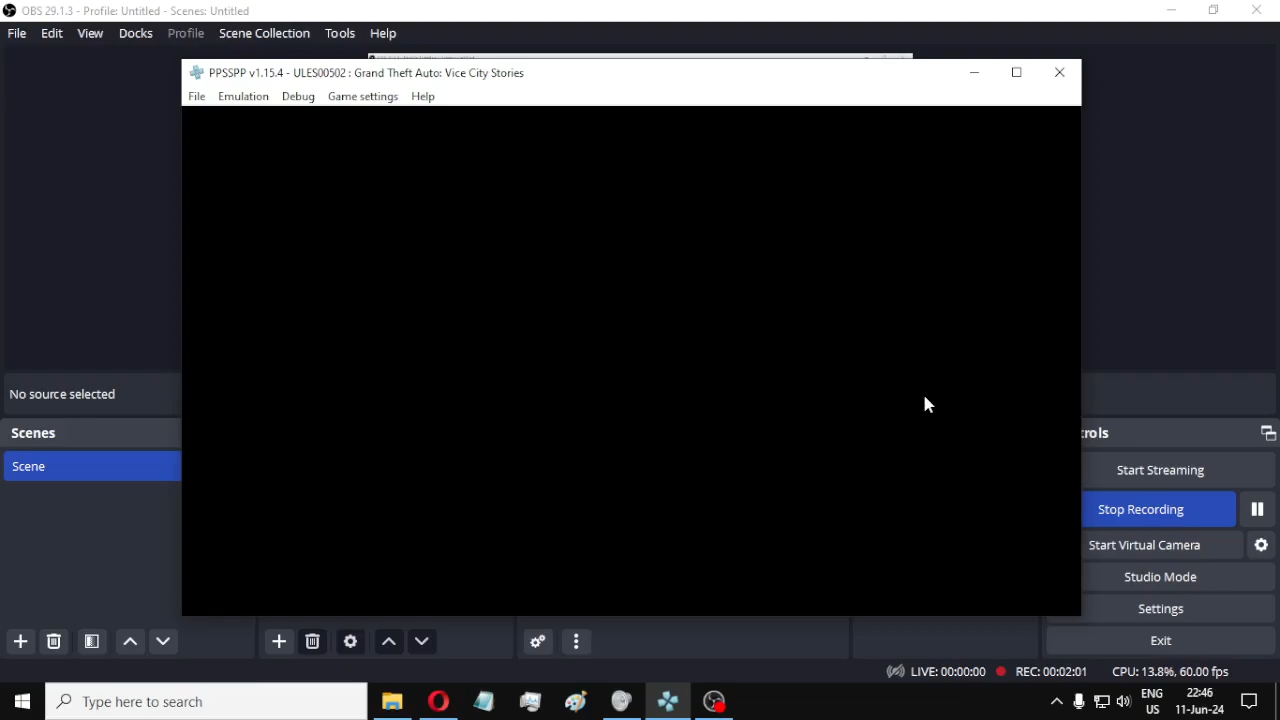 OBS 29.1.3 - Profile: Untitled - Scenes: Untitled
File Edit View Docks Profile Scene Collection Tools Help
PPSSPP v1.15.4 - ULES00502 : Grand Theft Auto: Vice City Stories
File Emulation Debug Game settings Help
No source selected
Scenes
trols
Scene
Start Streaming
Stop Recording
Start Virtual Camera
Studio Mode
Settings
Exit
LIVE: 00:00:00 REC: 00:02:01 CPU: 13.8%, 60.00 fps
Type here to search
ENG
US
22:46
11-Jun-24